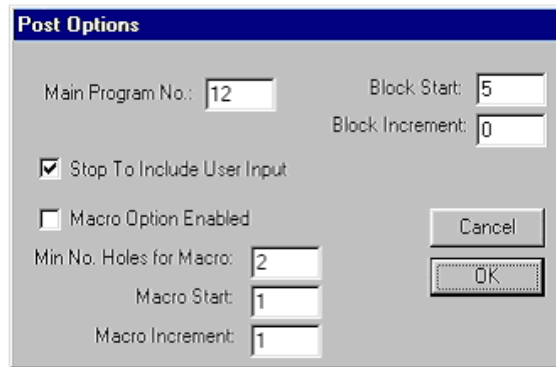 Post Options
Main Program No.: 12
Block Start: 5
Block Increment: 0
Stop To Include User Input
Macro Option Enabled
Cancel
Min No. Holes for Macro: 2
OK
Macro Start: 1
Macro Increment: 1